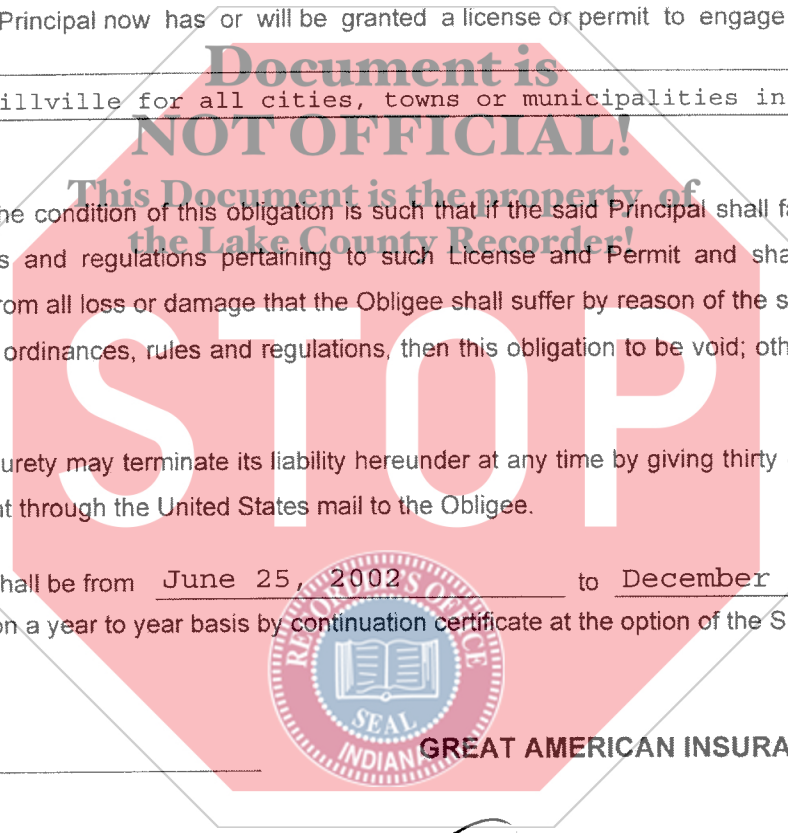 Principal now has or will be granted a license or permit to engage
Document is
illville for all cities, towns or municipalities in
NOT OFFICIAL!
This Document is the property of
he condition of this obligation is such that if the said Principal shall fa
the Lake County Recorder!
s and regulations pertaining to such License and Permit and sha
rom all loss or damage that the Obligee shall suffer by reason of the s
ordinances, rules and regulations, then this obligation to be void; oth
STOP
urety may terminate its liability hereunder at any time by giving thirty
t through the United States mail to the Obligee.
hall be from June 25, 2002 to December
on a year to year basis by continuation certificate at the option of the S
RECORDER'S OFFICE
SEAL
INDIANA
GREAT AMERICAN INSURA